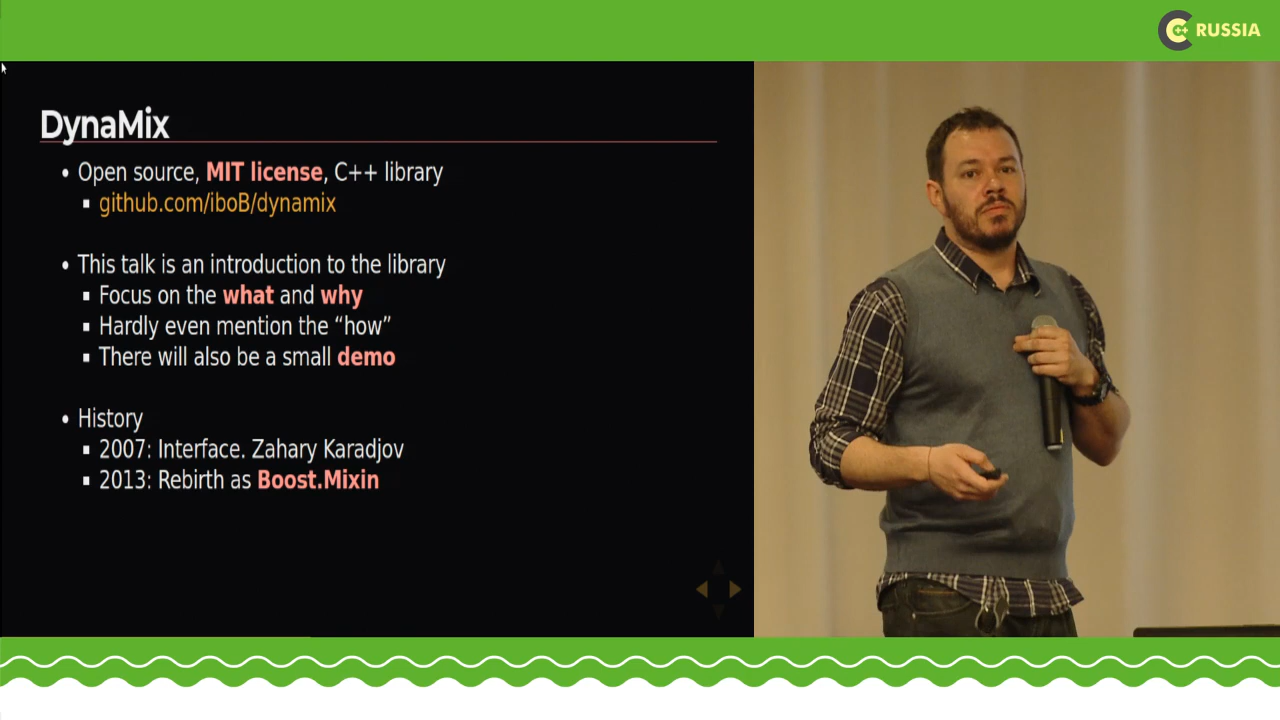 C++ RUSSIA
DynaMix
• Open source, MIT license, C++ library
▪ github.com/iboB/dynamix
• This talk is an introduction to the library
▪ Focus on the what and why
▪ Hardly even mention the “how”
▪ There will also be a small demo
• History
▪ 2007: Interface. Zahary Karadjov
▪ 2013: Rebirth as Boost.Mixin